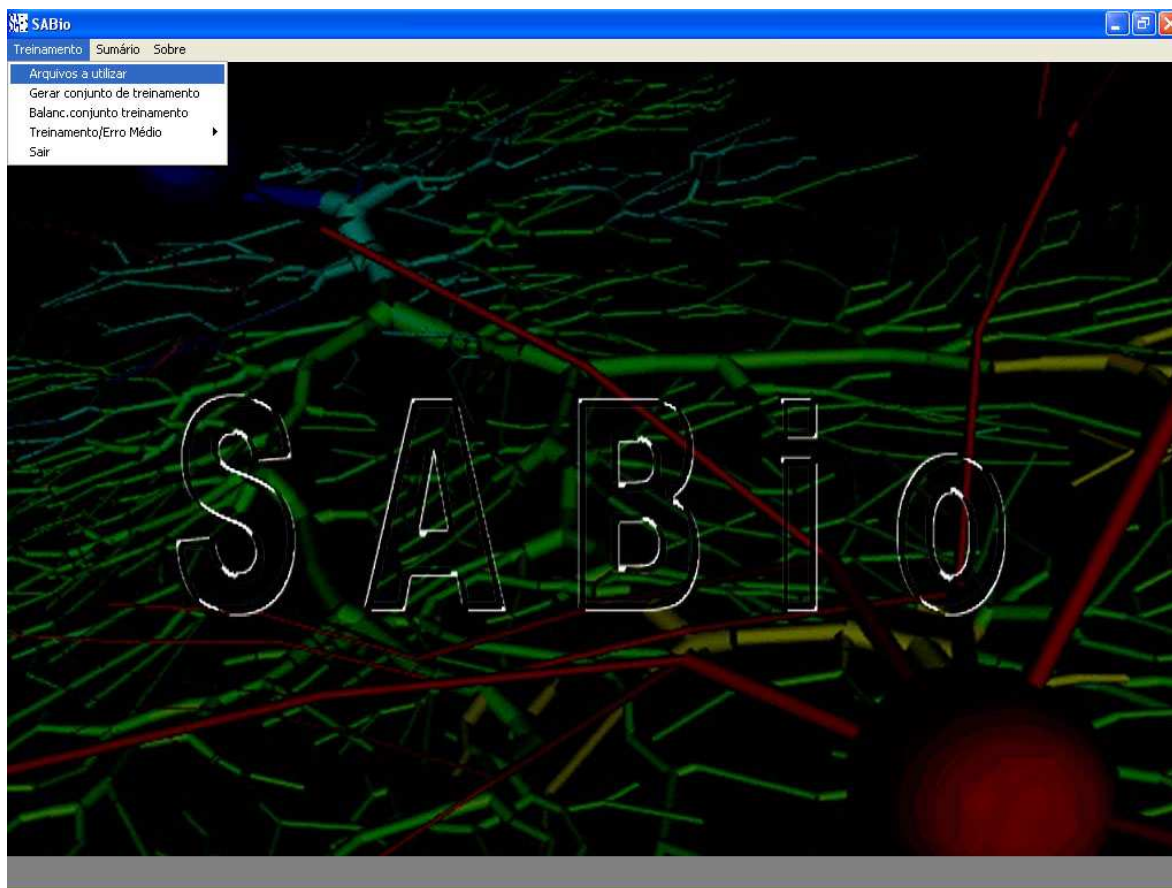 SABio
Treinamento Sumário Sobre
Arquivos a utilizar
Gerar conjunto de treinamento
Balanc.conjunto treinamento
Treinamento/Erro Médio
Sair
SABio